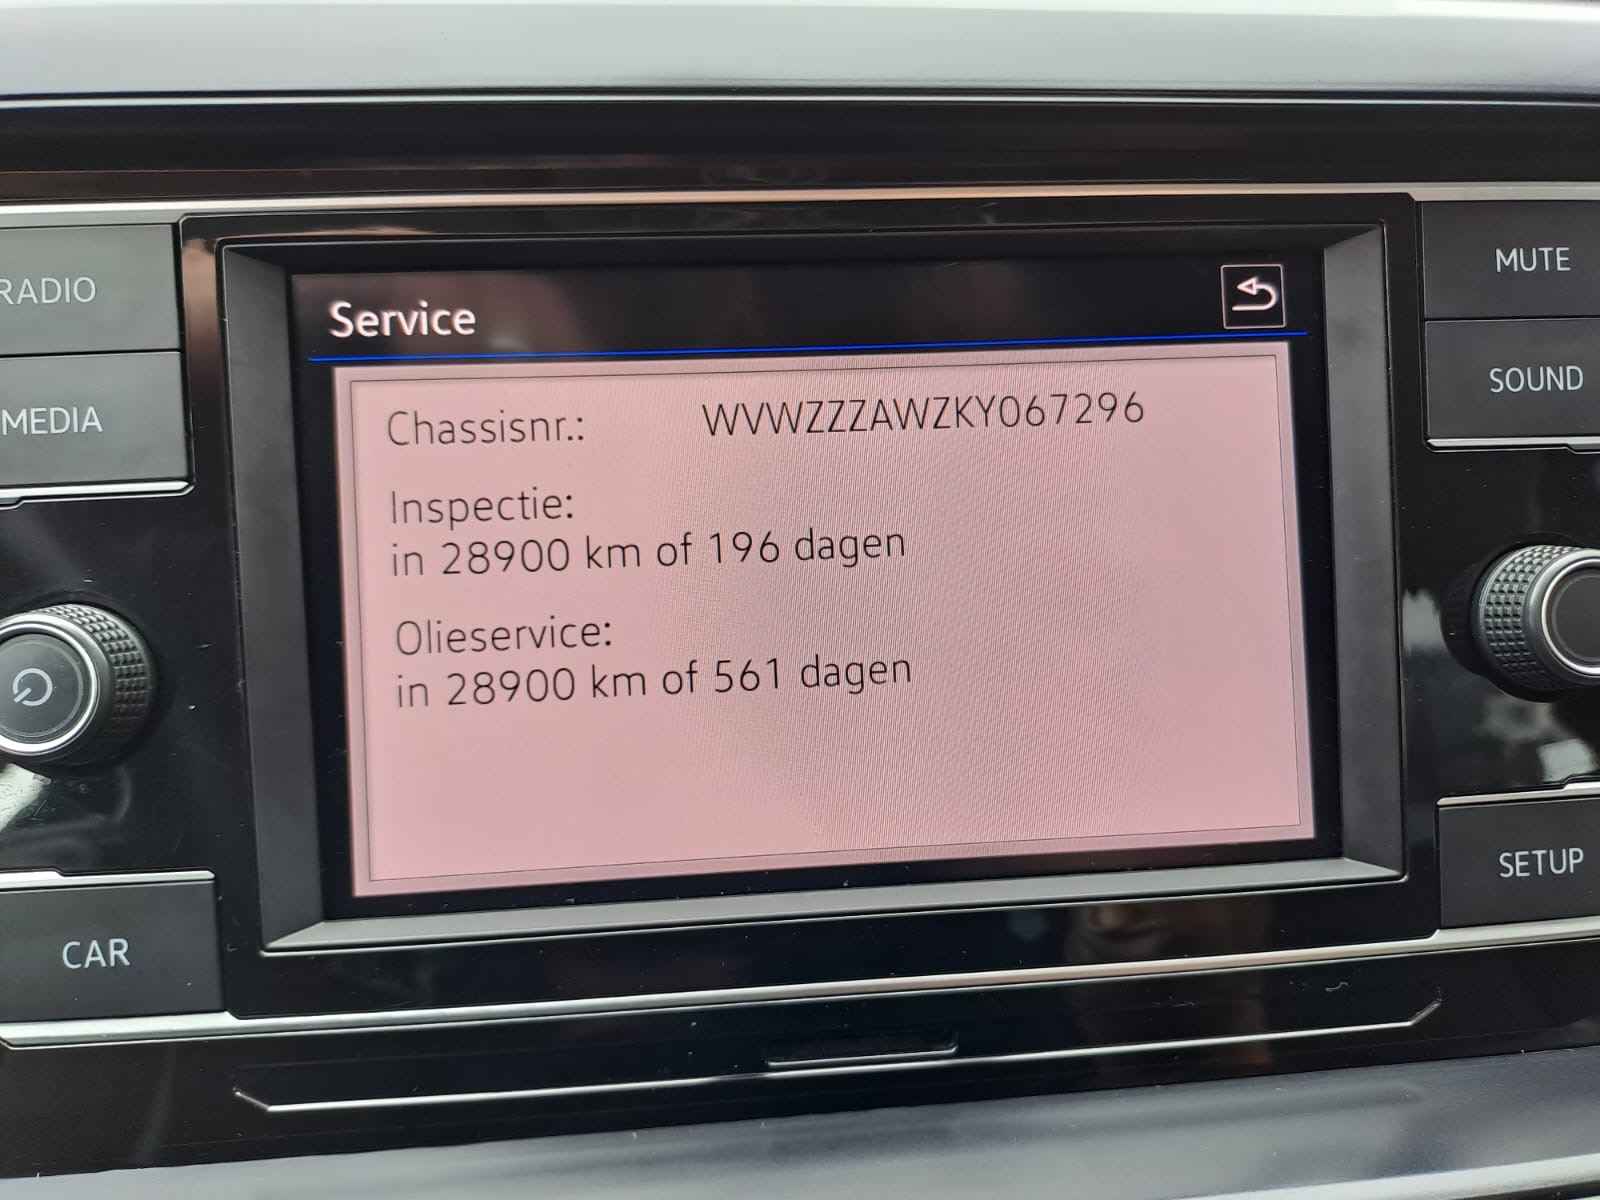 RADIO
MEDIA
CAR
Service
Chassisnr.: WVWZZZAWZKY067296
Inspectie:
in 28900 km of 196 dagen
Olieservice:
in 28900 km of 561 dagen
MUTE
SOUND
SETUP